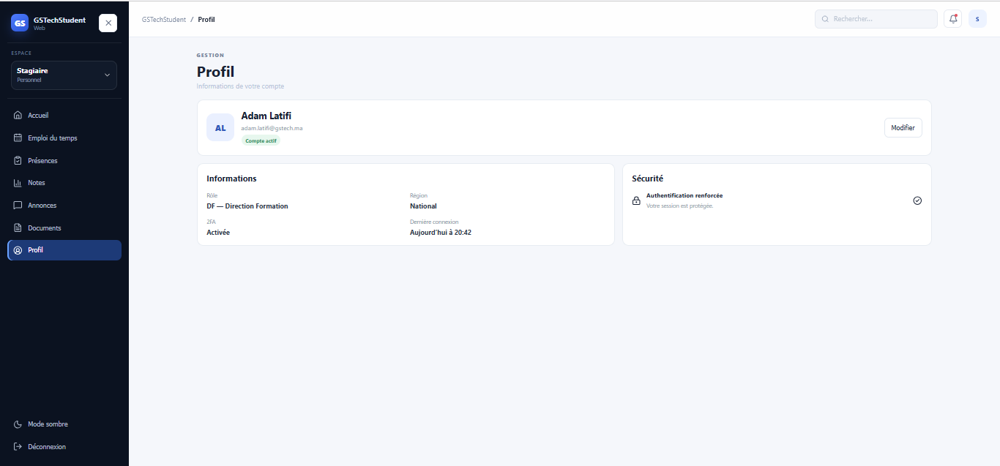 GS
GSTechStudent
Web
ESPACE
Stagiaire
Personnel
Accueil
Emploi du temps
Présences
Notes
Annonces
Documents
Profil
Mode sombre
Déconnexion
GSTechStudent / Profil
Rechercher...
S
GESTION
Profil
Informations de votre compte
AL
Adam Latifi
adam.latifi@gstech.ma
Compte actif
Modifier
Informations
Rôle
DF — Direction Formation
Région
National
2FA
Activée
Dernière connexion
Aujourd'hui à 20:42
Sécurité
Authentification renforcée
Votre session est protégée.